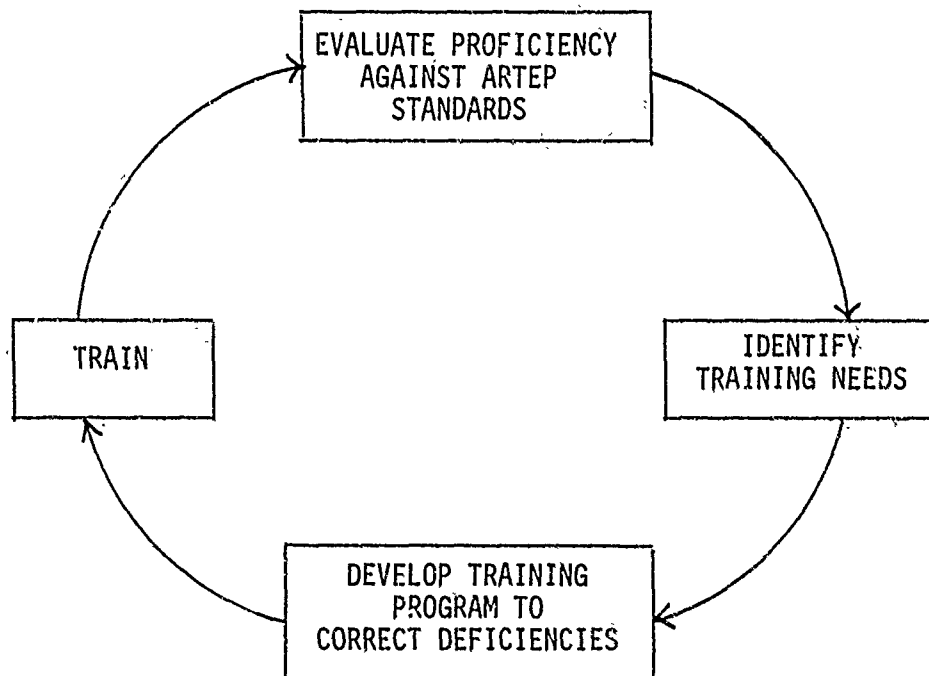 EVALUATE PROFICIENCY
AGAINST ARTEP
STANDARDS
IDENTIFY
TRAINING NEEDS
DEVELOP TRAINING
PROGRAM TO
CORRECT DEFICIENCIES
TRAIN